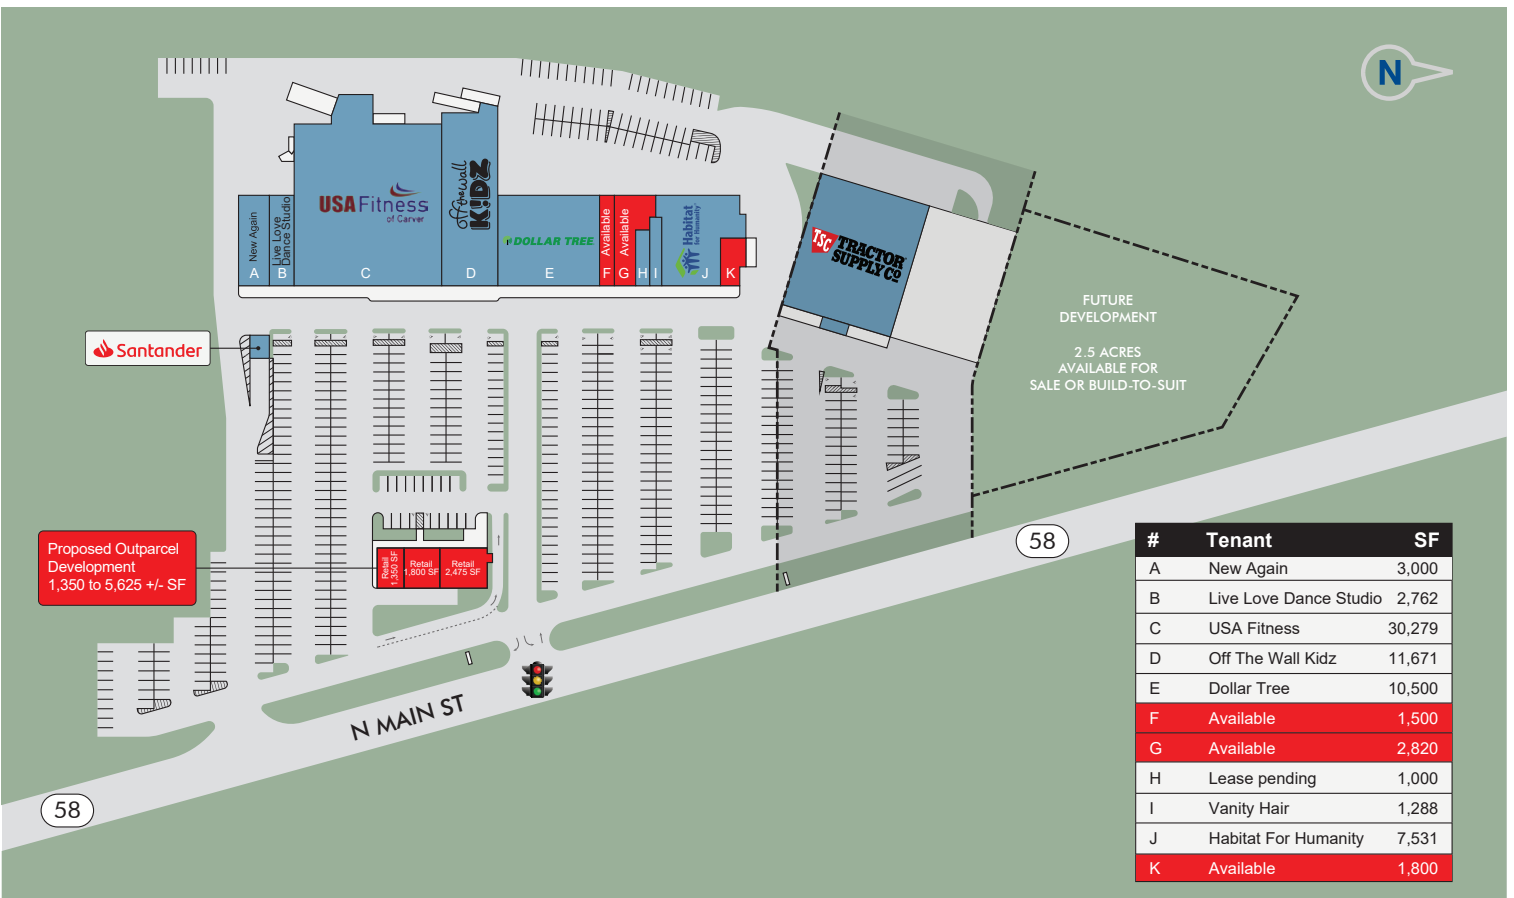 N
USA Fitness
of Carver
off the Wall
KIDZ
New Again
Live Love
Dance Studio
DOLLAR TREE
Available
Available
Habitat
for Humanity
A
B
C
D
E
F
G
H
I
J
K
TSC TRACTOR
SUPPLY CO
FUTURE
DEVELOPMENT
2.5 ACRES
AVAILABLE FOR
SALE OR BUILD-TO-SUIT
Santander
Proposed Outparcel
Development
1,350 to 5,625 +/- SF
Retail
1,350 SF
Retail
1,800 SF
Retail
2,475 SF
58
N MAIN ST
58
# Tenant SF
A New Again 3,000
B Live Love Dance Studio 2,762
C USA Fitness 30,279
D Off The Wall Kidz 11,671
E Dollar Tree 10,500
F Available 1,500
G Available 2,820
H Lease pending 1,000
I Vanity Hair 1,288
J Habitat For Humanity 7,531
K Available 1,800